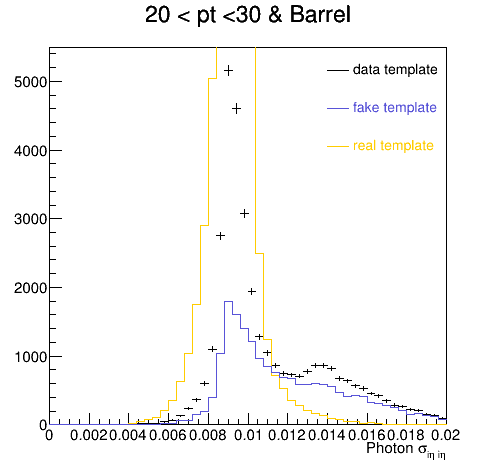 20 < pt <30 & Barrel
data template
fake template
real template
5000
4000
3000
2000
1000
0
0 0.002 0.004 0.006 0.008 0.01 0.012 0.014 0.016 0.018 0.02
Photon σiη iη